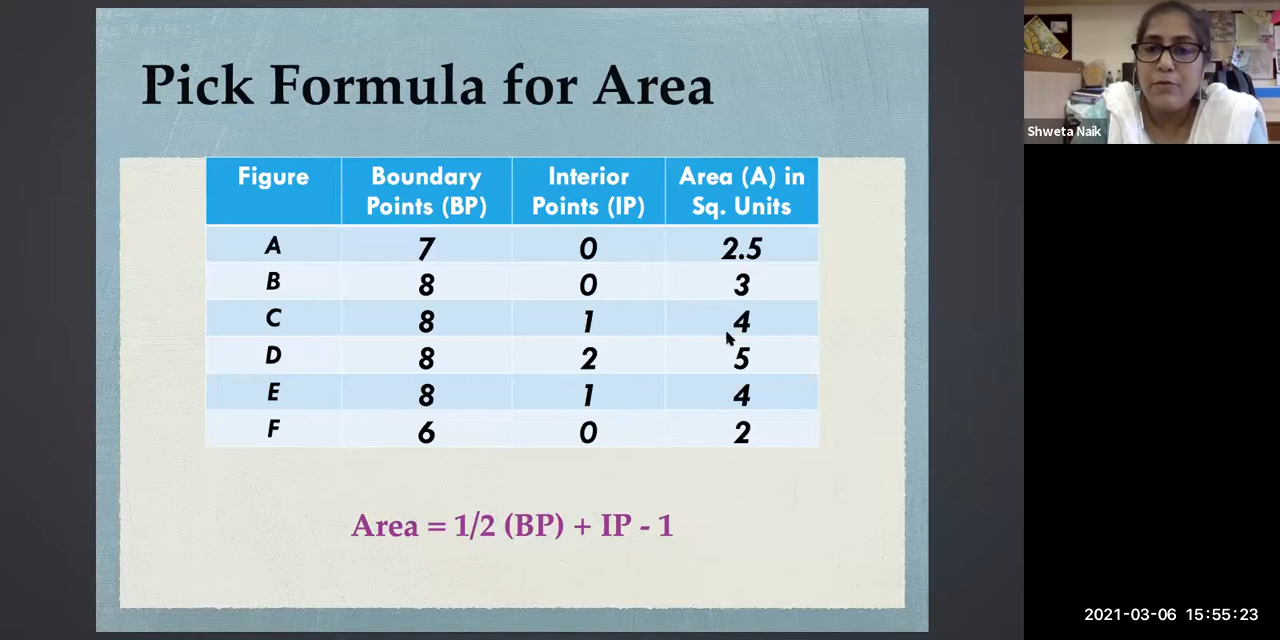 Pick Formula for Area
Figure Boundary Points (BP) Interior Points (IP) Area (A) in Sq. Units
A 7 0 2.5
B 8 0 3
C 8 1 4
D 8 2 5
E 8 1 4
F 6 0 2
Area = 1/2 (BP) + IP - 1
Shweta Naik
2021-03-06 15:55:23